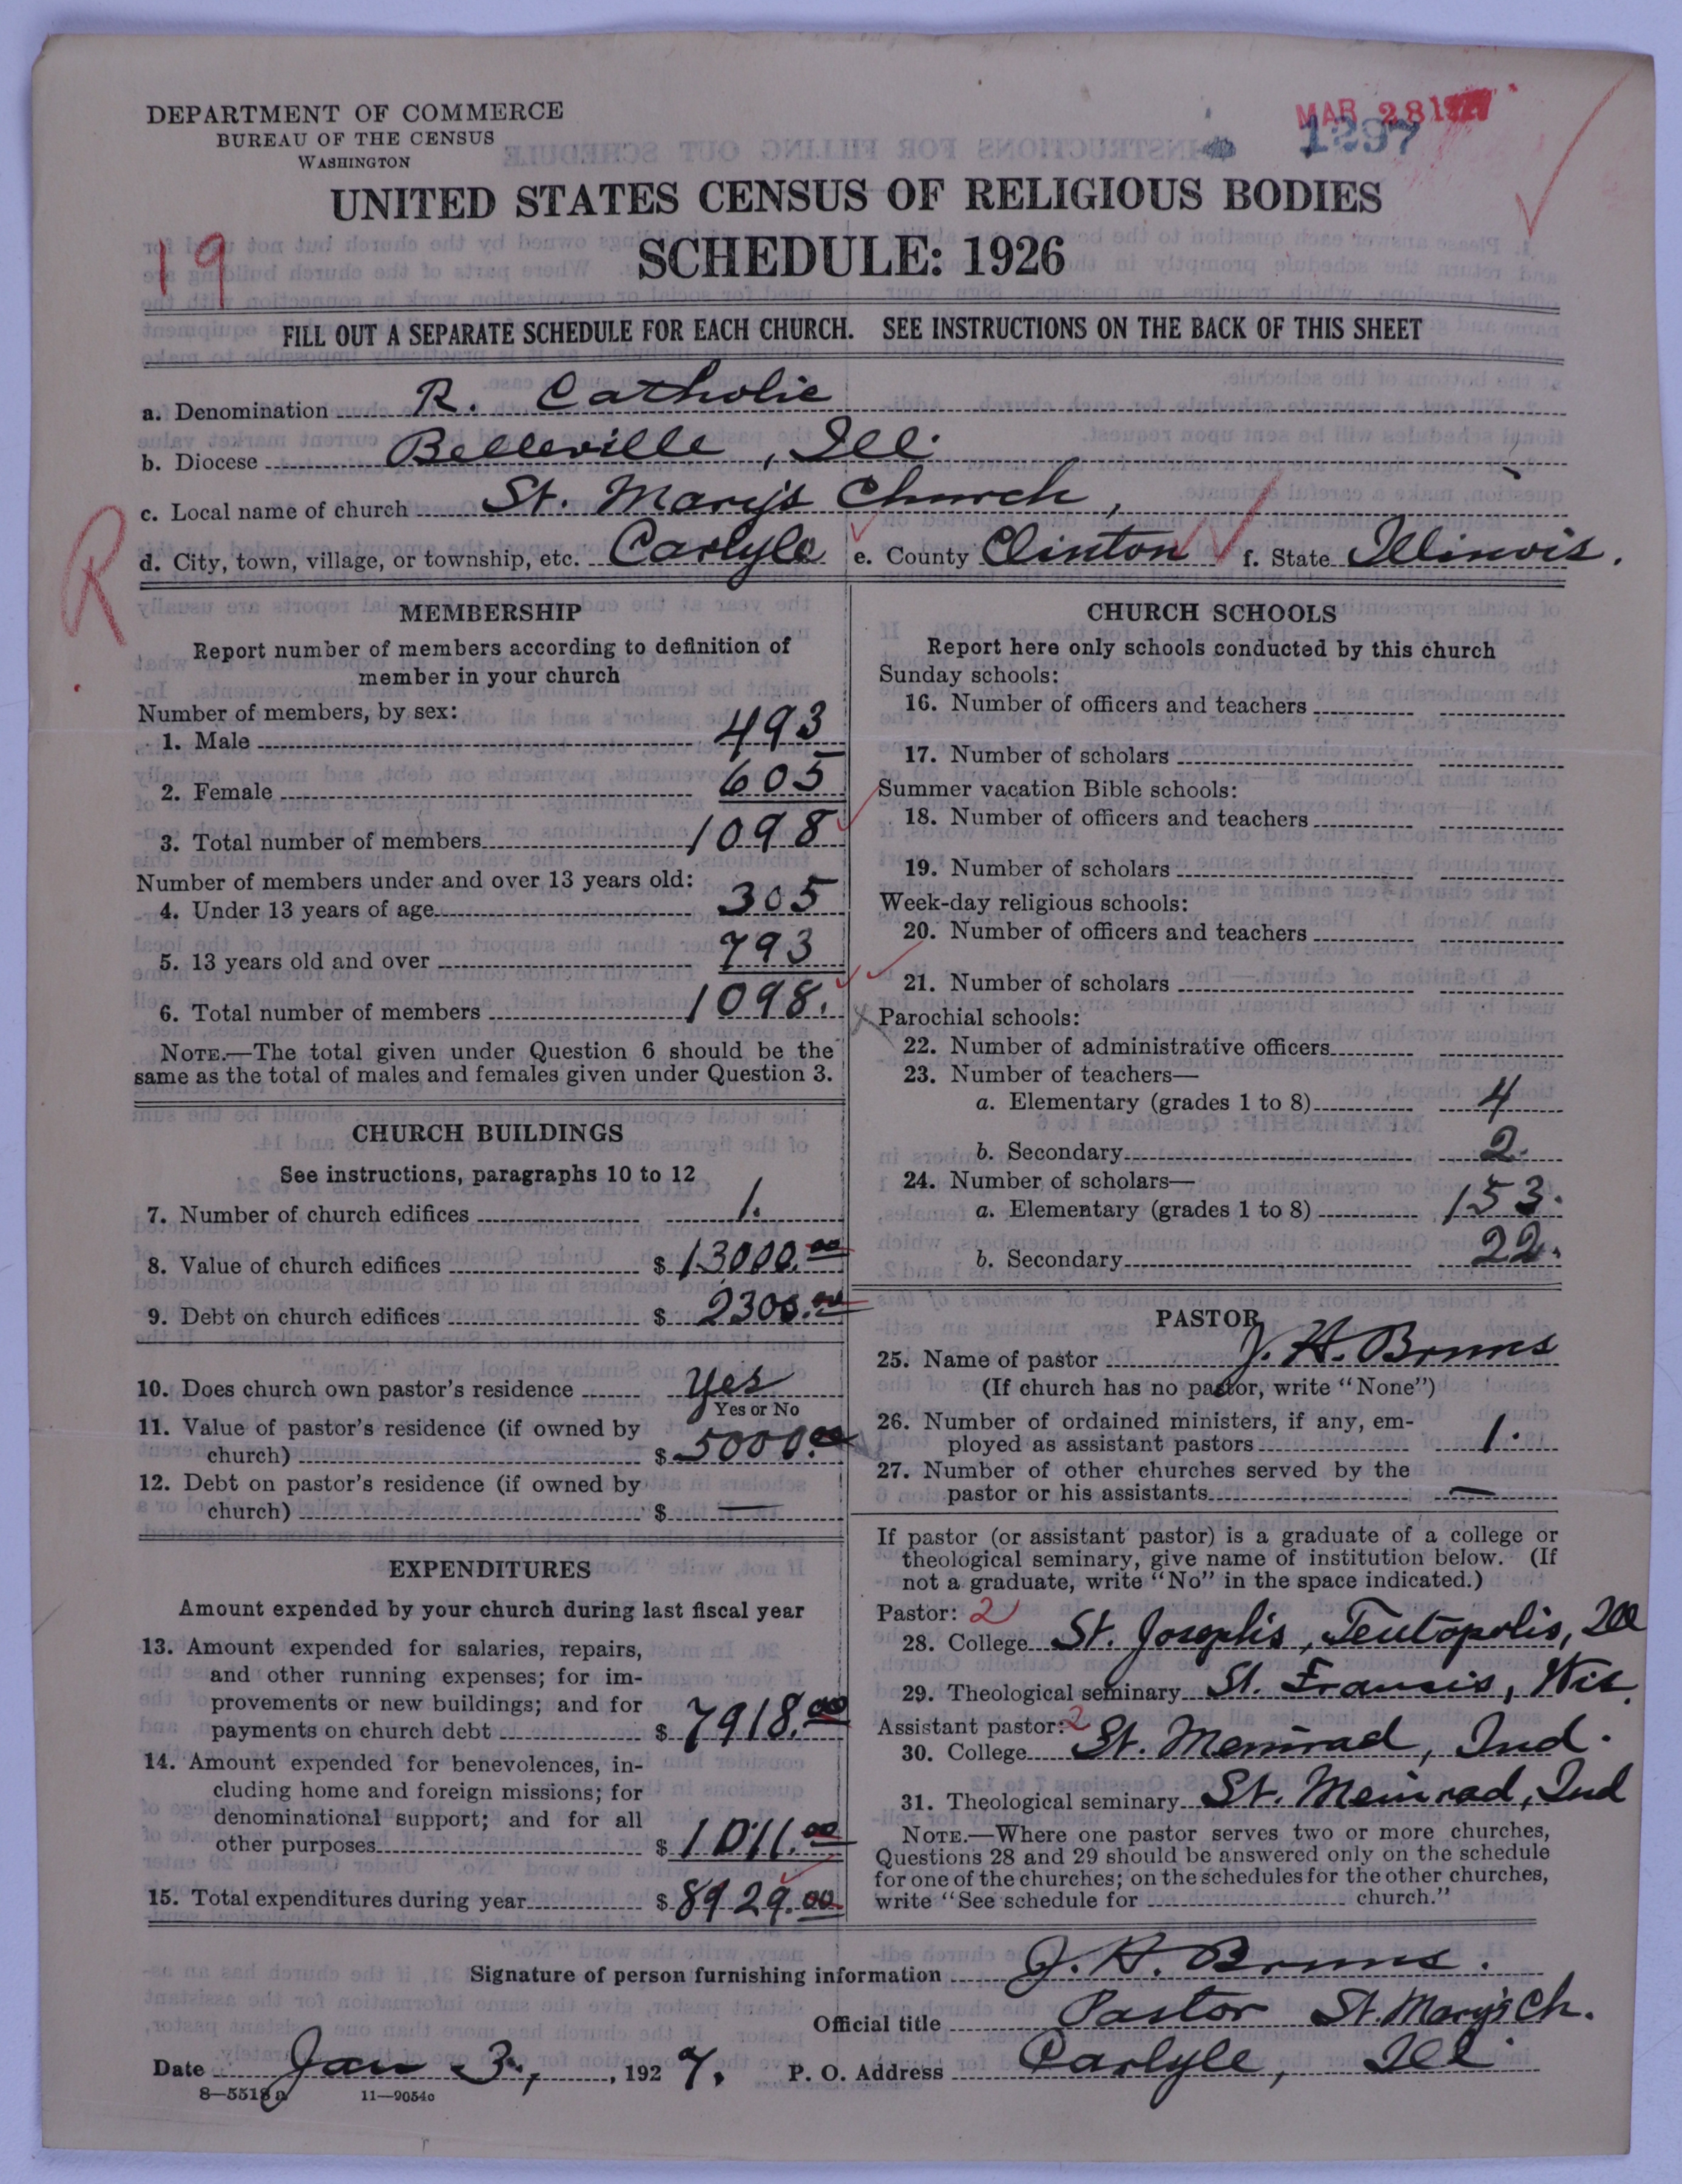 DEPARTMENT OF COMMERCE
BUREAU OF THE CENSUS
WASHINGTON
MAR 28 1927
1297
UNITED STATES CENSUS OF RELIGIOUS BODIES
SCHEDULE: 1926
19
FILL OUT A SEPARATE SCHEDULE FOR EACH CHURCH. SEE INSTRUCTIONS ON THE BACK OF THIS SHEET
a. Denomination R. Catholic
b. Diocese Belleville, Ill.
c. Local name of church St. Mary's Church,
d. City, town, village, or township, etc. Carlyle e. County Clinton f. State Illinois.
R
MEMBERSHIP
Report number of members according to definition of
member in your church
Number of members, by sex:
1. Male 493
2. Female 605
3. Total number of members 1098
Number of members under and over 13 years old:
4. Under 13 years of age 305
5. 13 years old and over 793
6. Total number of members 1098.
NOTE.—The total given under Question 6 should be the
same as the total of males and females given under Question 3.
CHURCH BUILDINGS
See instructions, paragraphs 10 to 12
7. Number of church edifices 1.
8. Value of church edifices $ 13000.00
9. Debt on church edifices $ 2300.00
10. Does church own pastor's residence Yes
Yes or No
11. Value of pastor's residence (if owned by
church) $ 5000.00
12. Debt on pastor's residence (if owned by
church) $ —
EXPENDITURES
Amount expended by your church during last fiscal year
13. Amount expended for salaries, repairs,
and other running expenses; for im-
provements or new buildings; and for
payments on church debt $ 7918.00
14. Amount expended for benevolences, in-
cluding home and foreign missions; for
denominational support; and for all
other purposes $ 1011.00
15. Total expenditures during year $ 8929.00
CHURCH SCHOOLS
Report here only schools conducted by this church
Sunday schools:
16. Number of officers and teachers
17. Number of scholars
Summer vacation Bible schools:
18. Number of officers and teachers
19. Number of scholars
Week-day religious schools:
20. Number of officers and teachers
21. Number of scholars
Parochial schools:
22. Number of administrative officers
23. Number of teachers—
a. Elementary (grades 1 to 8) 4
b. Secondary 2.
24. Number of scholars—
a. Elementary (grades 1 to 8) 153.
b. Secondary 22.
PASTOR
25. Name of pastor J. H. Bruns
(If church has no pastor, write "None")
26. Number of ordained ministers, if any, em-
ployed as assistant pastors 1.
27. Number of other churches served by the
pastor or his assistants —
If pastor (or assistant pastor) is a graduate of a college or
theological seminary, give name of institution below. (If
not a graduate, write "No" in the space indicated.)
Pastor: 2
28. College St. Joseph's, Teutopolis, Ill
29. Theological seminary St. Francis, Wis.
Assistant pastor: 2
30. College St. Meinrad, Ind.
31. Theological seminary St. Meinrad, Ind
NOTE.—Where one pastor serves two or more churches,
Questions 28 and 29 should be answered only on the schedule
for one of the churches; on the schedules for the other churches,
write "See schedule for church."
Signature of person furnishing information J. H. Bruns.
Official title Pastor St. Mary's Ch.
Date Jan 3, , 1927. P. O. Address Carlyle, Ill
8—5518a 11—9054c